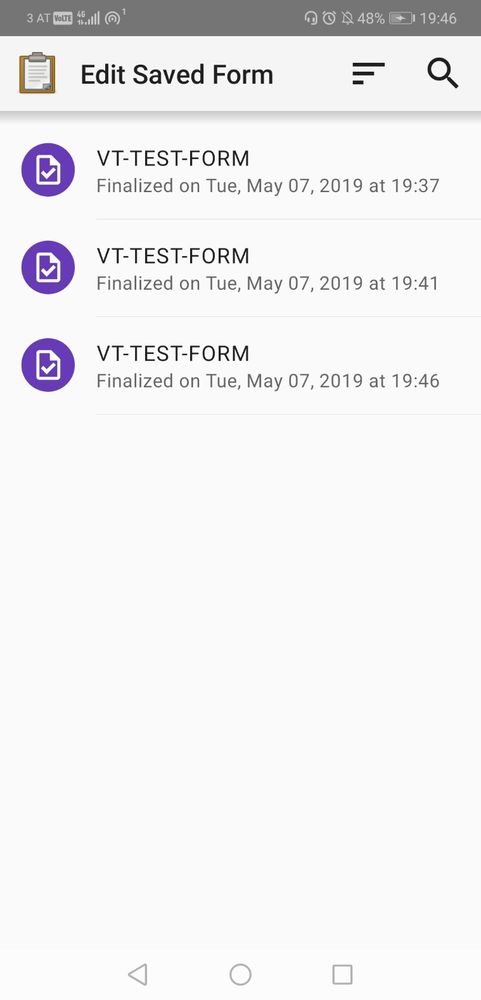 3 AT VoLTE 4G 1 48% 19:46
Edit Saved Form
VT-TEST-FORM
Finalized on Tue, May 07, 2019 at 19:37
VT-TEST-FORM
Finalized on Tue, May 07, 2019 at 19:41
VT-TEST-FORM
Finalized on Tue, May 07, 2019 at 19:46